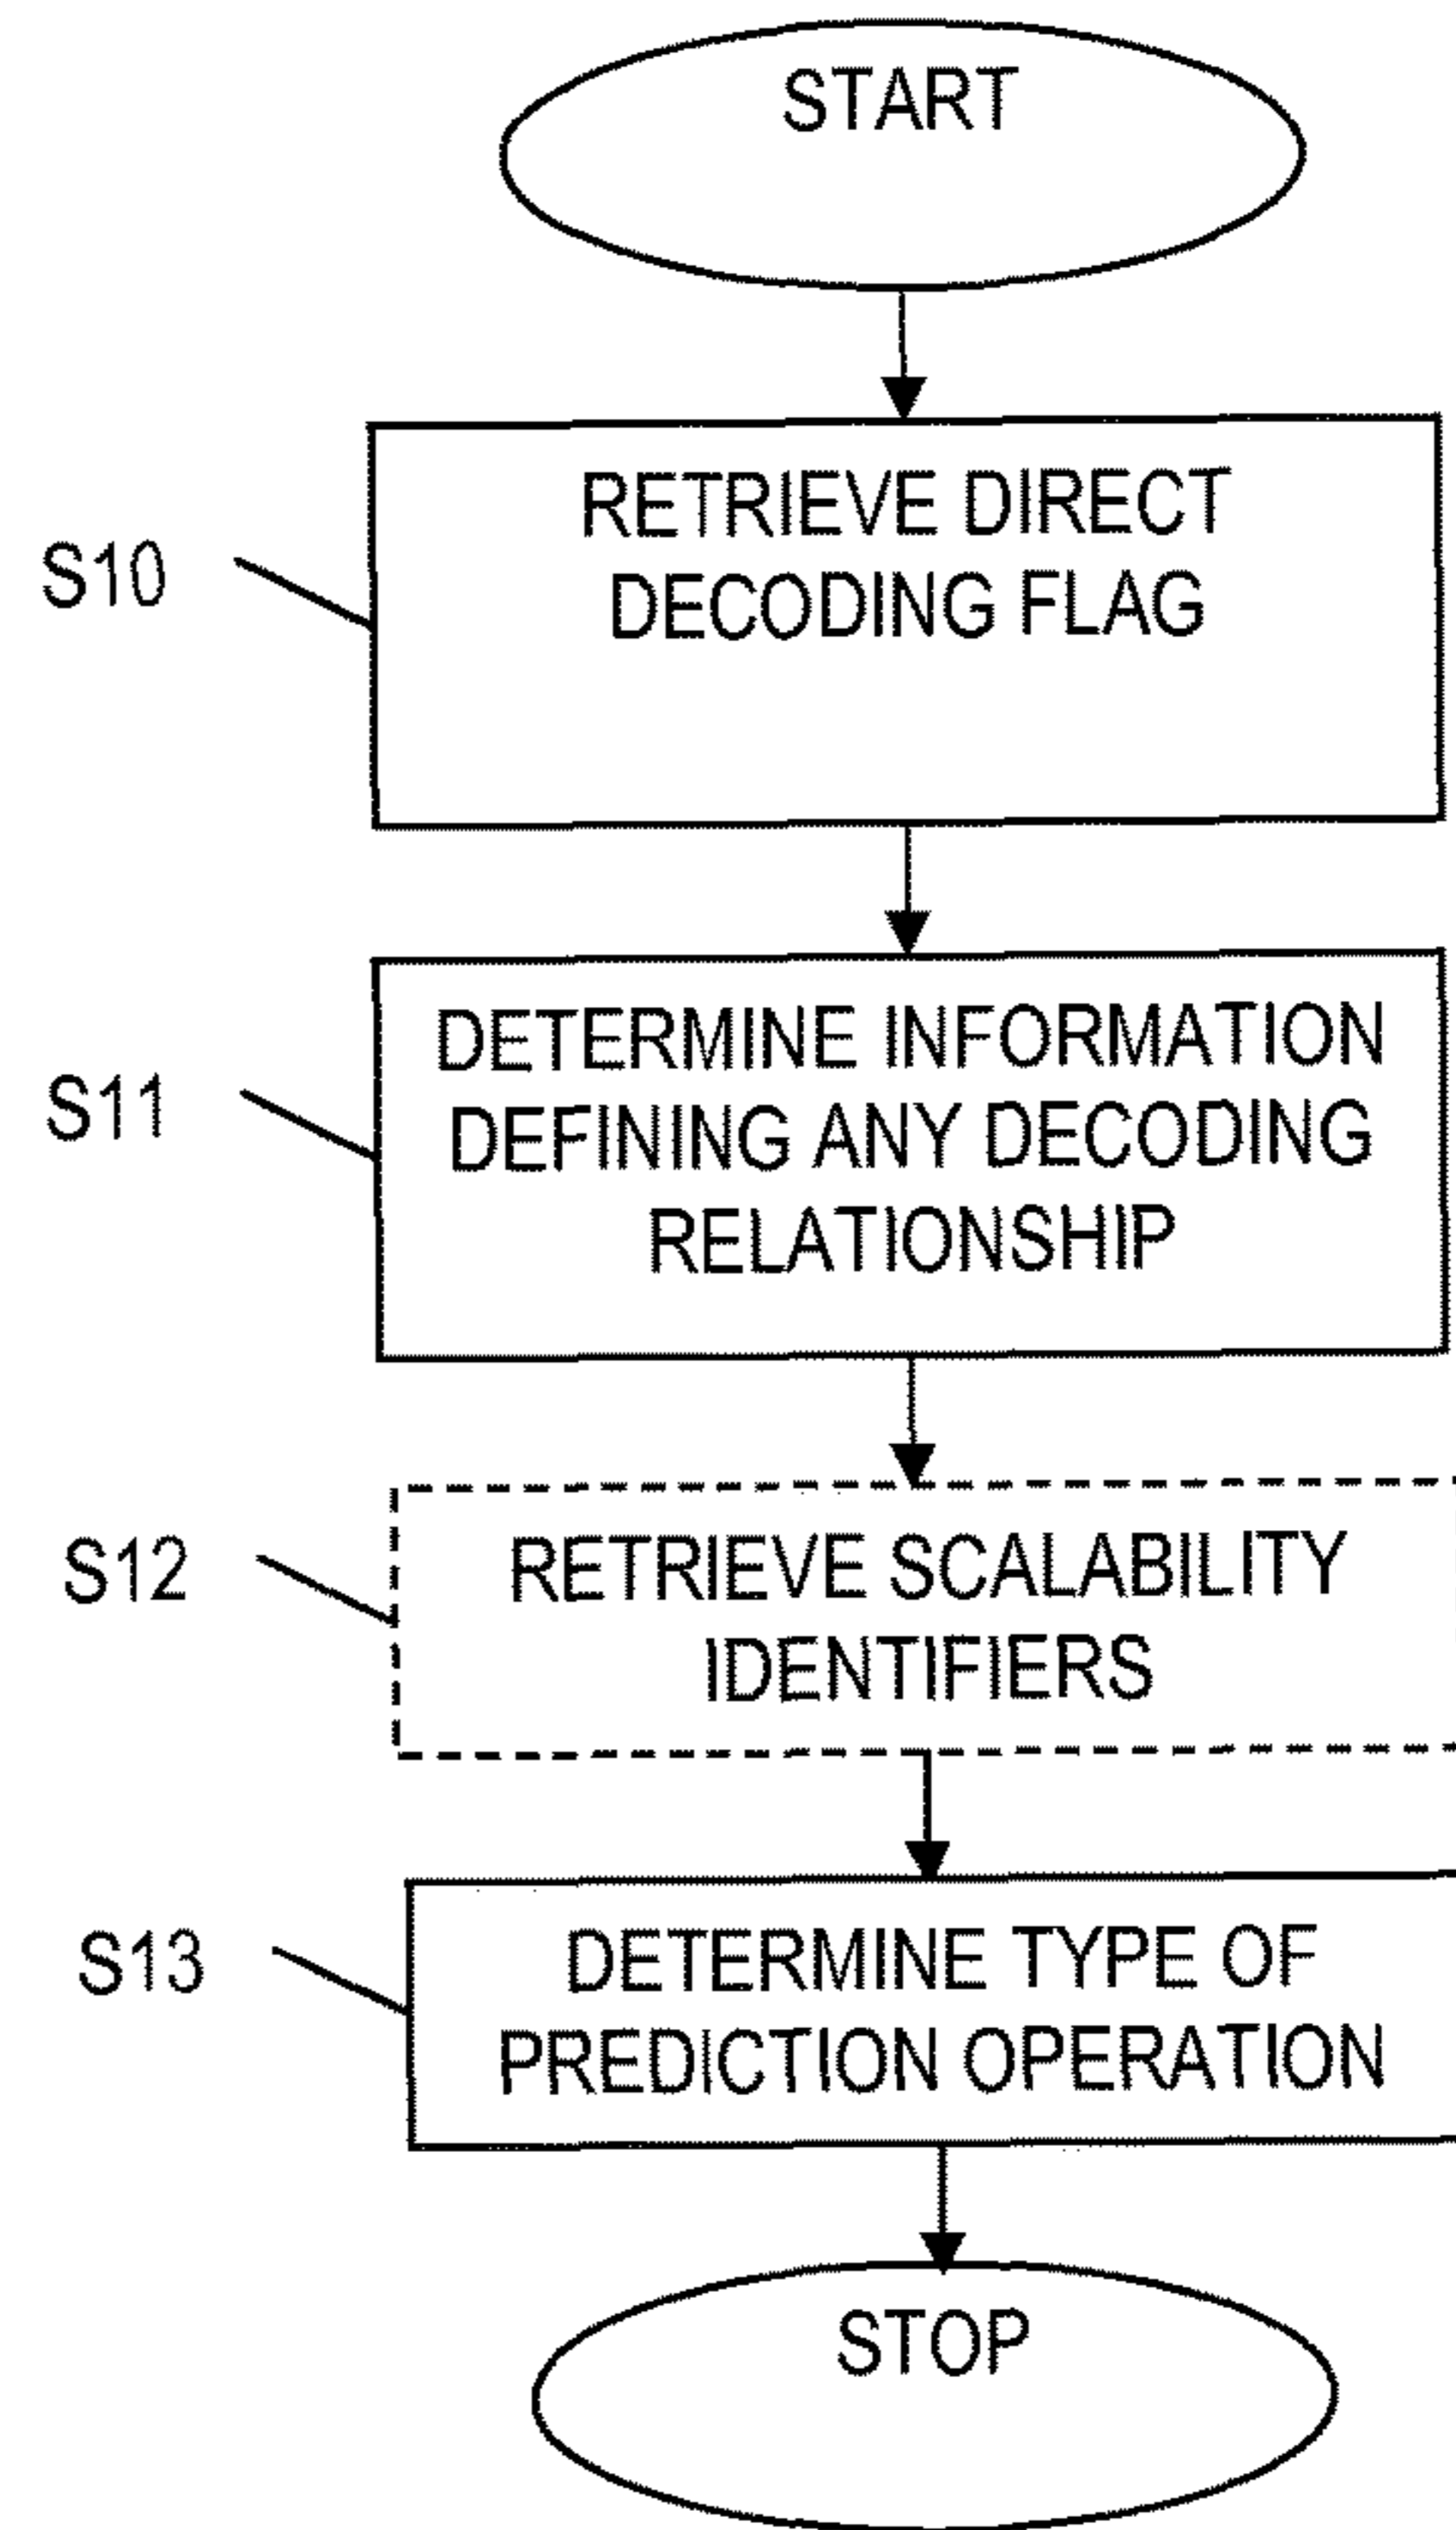 START
S10
RETRIEVE DIRECT
DECODING FLAG
S11
DETERMINE INFORMATION
DEFINING ANY DECODING
RELATIONSHIP
S12
RETRIEVE SCALABILITY
IDENTIFIERS
S13
DETERMINE TYPE OF
PREDICTION OPERATION
STOP